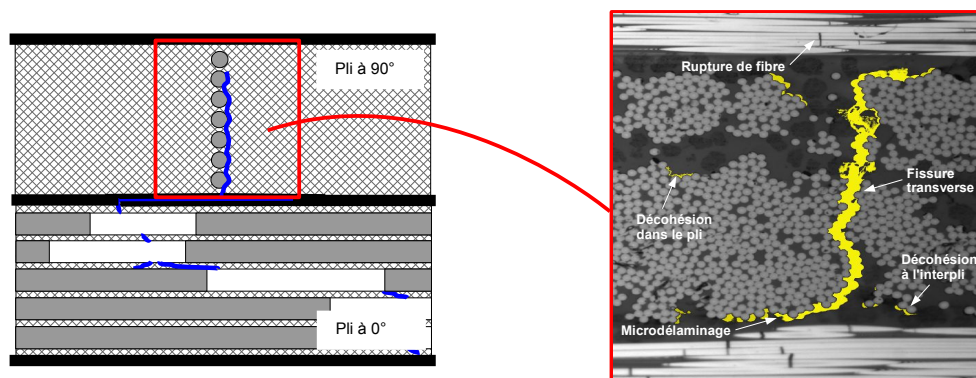 Pli à 90°
Pli à 0°
Rupture de fibre
Fissure
transverse
Décohésion
dans le pli
Décohésion
à l'interpli
Microdélaminage